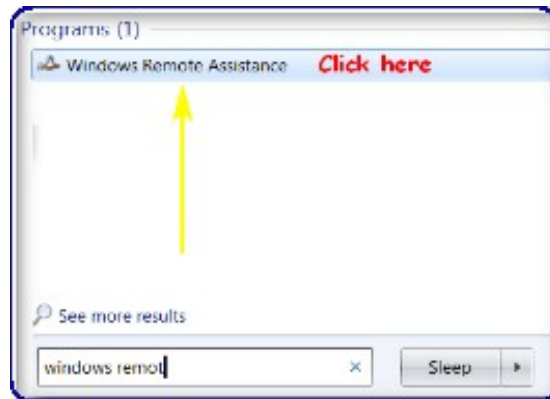 Programs (1)
Windows Remote Assistance Click here
See more results
windows remot
Sleep